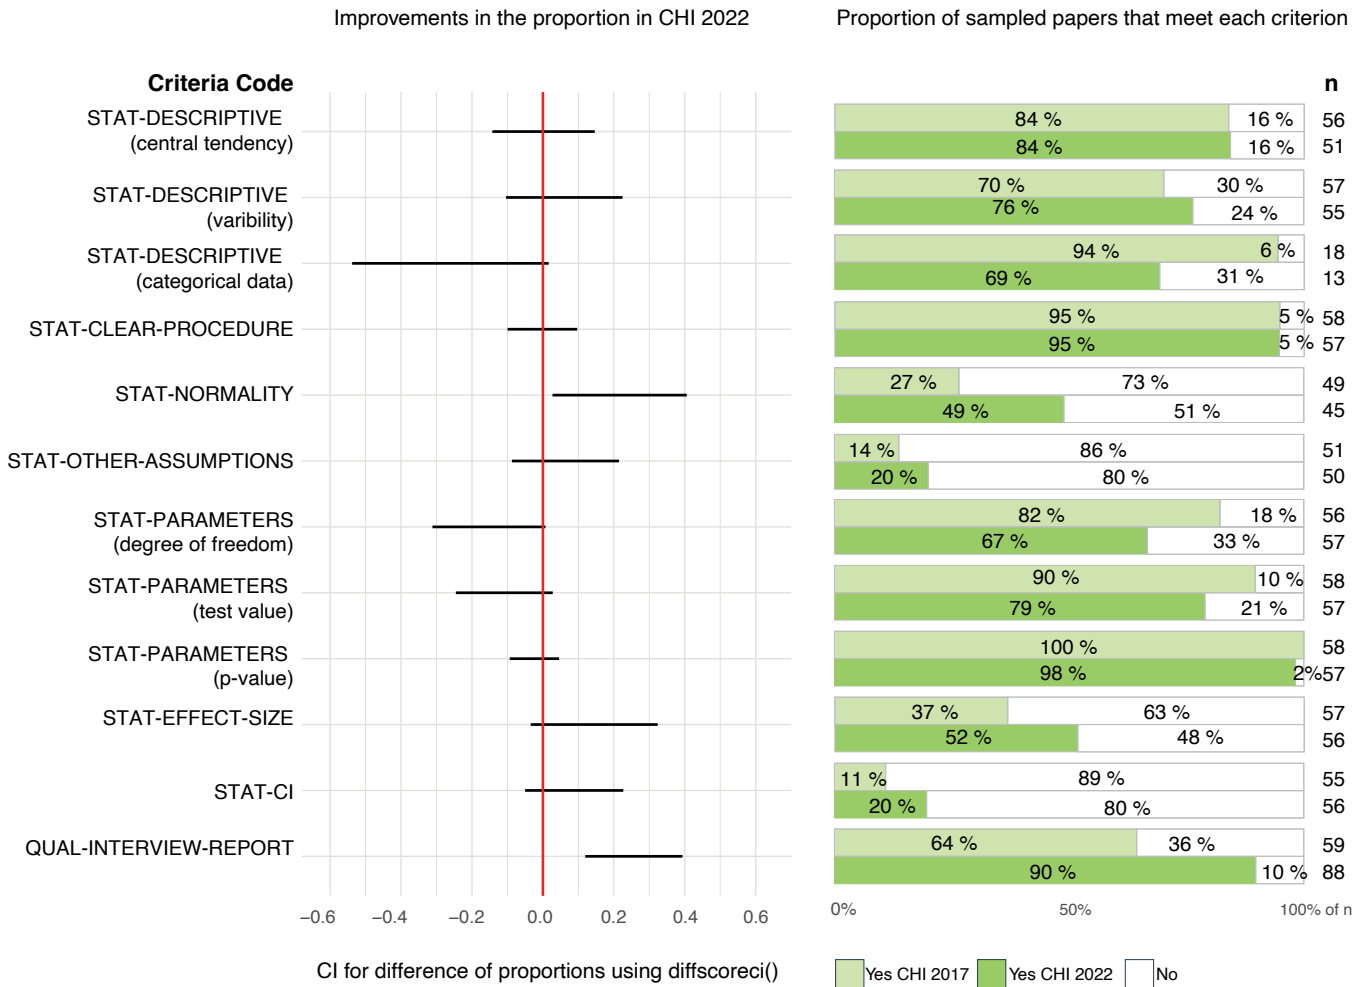 Improvements in the proportion in CHI 2022
Proportion of sampled papers that meet each criterion
Criteria Code
n
STAT-DESCRIPTIVE
(central tendency)
84 %
16 %
56
84 %
16 %
51
STAT-DESCRIPTIVE
(varibility)
70 %
30 %
57
76 %
24 %
55
STAT-DESCRIPTIVE
(categorical data)
94 %
6 %
18
69 %
31 %
13
STAT-CLEAR-PROCEDURE
95 %
5 %
58
95 %
5 %
57
STAT-NORMALITY
27 %
73 %
49
49 %
51 %
45
STAT-OTHER-ASSUMPTIONS
14 %
86 %
51
20 %
80 %
50
STAT-PARAMETERS
(degree of freedom)
82 %
18 %
56
67 %
33 %
57
STAT-PARAMETERS
(test value)
90 %
10 %
58
79 %
21 %
57
STAT-PARAMETERS
(p-value)
100 %
58
98 %
2%
57
STAT-EFFECT-SIZE
37 %
63 %
57
52 %
48 %
56
STAT-CI
11 %
89 %
55
20 %
80 %
56
QUAL-INTERVIEW-REPORT
64 %
36 %
59
90 %
10 %
88
−0.6 −0.4 −0.2 0.0 0.2 0.4 0.6
0% 50% 100% of n
CI for difference of proportions using diffscoreci()
Yes CHI 2017 Yes CHI 2022 No